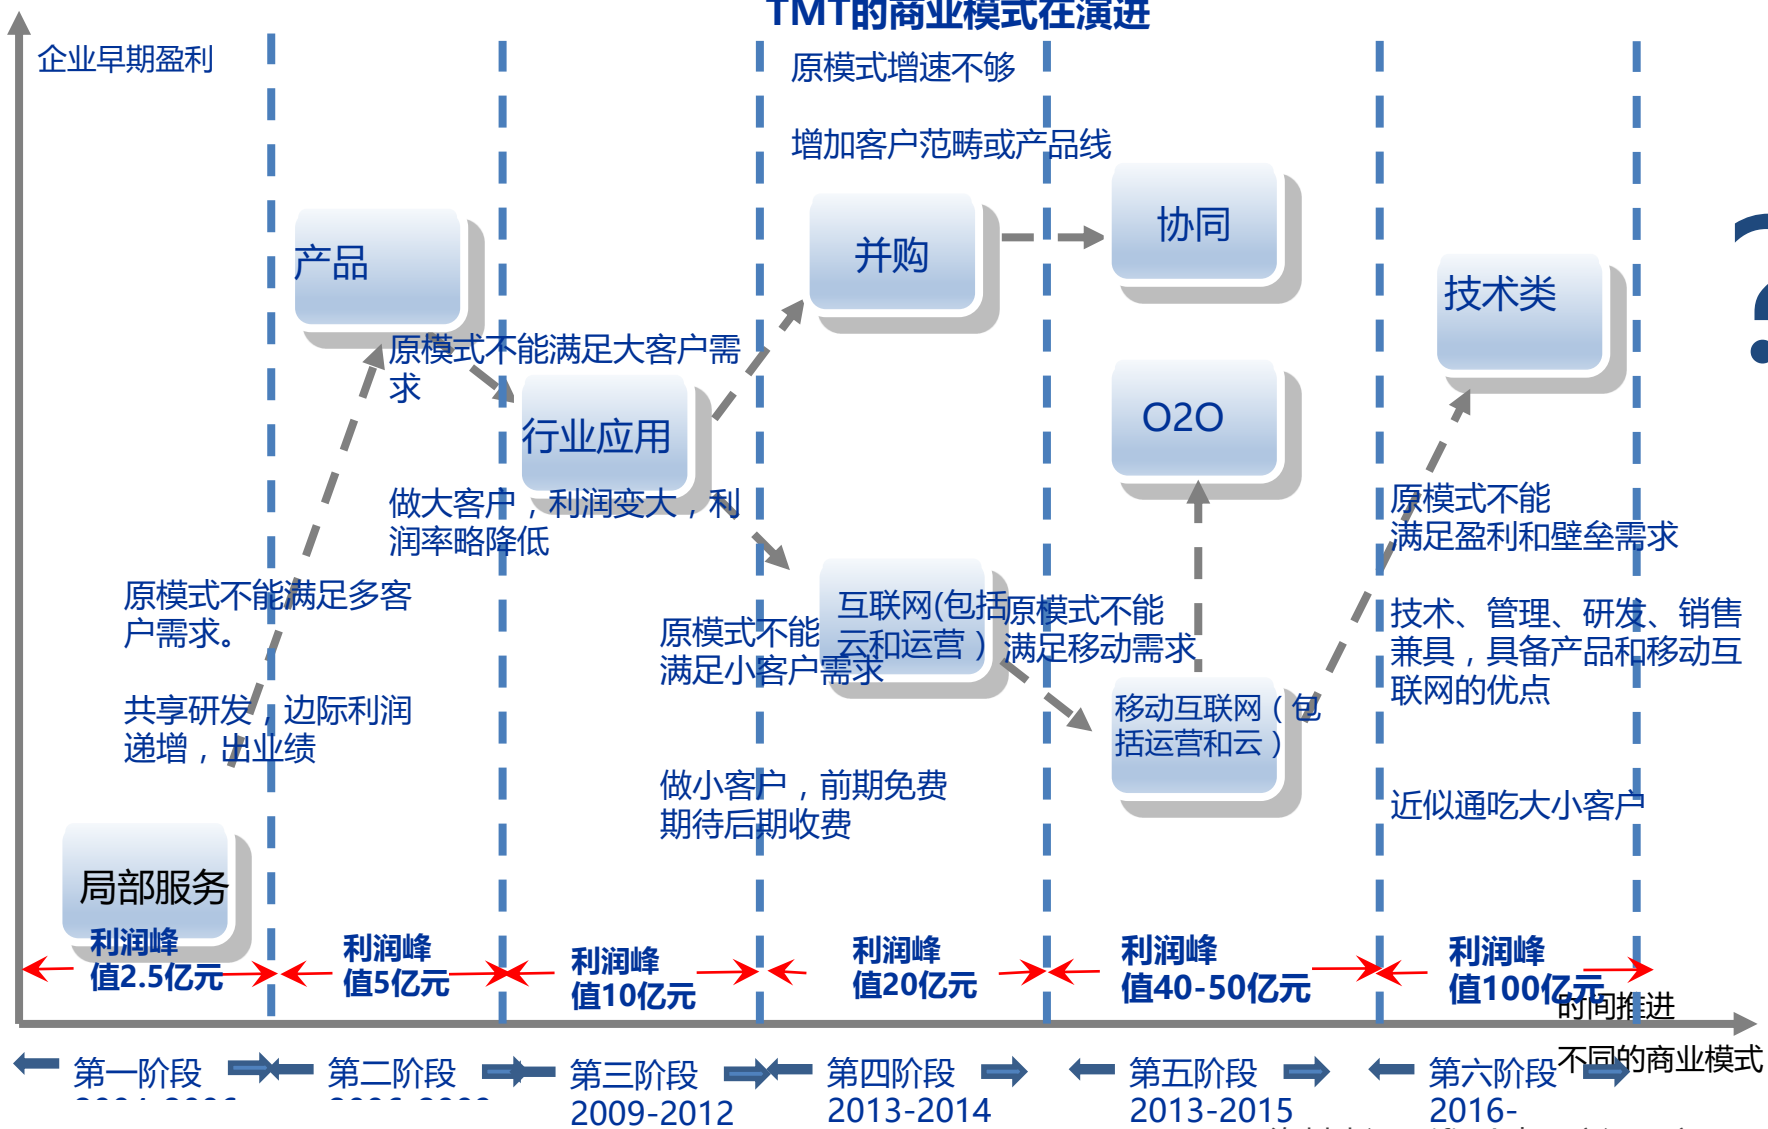 TMT的商业模式在演进
企业早期盈利
原模式增速不够
增加客户范畴或产品线
协同
并购
产品
技术类
?
原模式不能满足大客户需
求
O2O
行业应用
做大客户，利润变大，利
润率略降低
原模式不能
满足盈利和壁垒需求
原模式不能满足多客
户需求。
互联网(包括
云和运营）
原模式不能
满足移动需求
原模式不能
满足小客户需求
技术、管理、研发、销售
兼具，具备产品和移动互
联网的优点
共享研发，边际利润
递增，出业绩
移动互联网（包
括运营和云）
做小客户，前期免费
期待后期收费
近似通吃大小客户
局部服务
利润峰
值2.5亿元
利润峰
值5亿元
利润峰
值10亿元
利润峰
值20亿元
利润峰
值40-50亿元
利润峰
值100亿元
时间推进
不同的商业模式
第一阶段
第二阶段
第三阶段
2009-2012
第四阶段
2013-2014
第五阶段
2013-2015
第六阶段
2016-